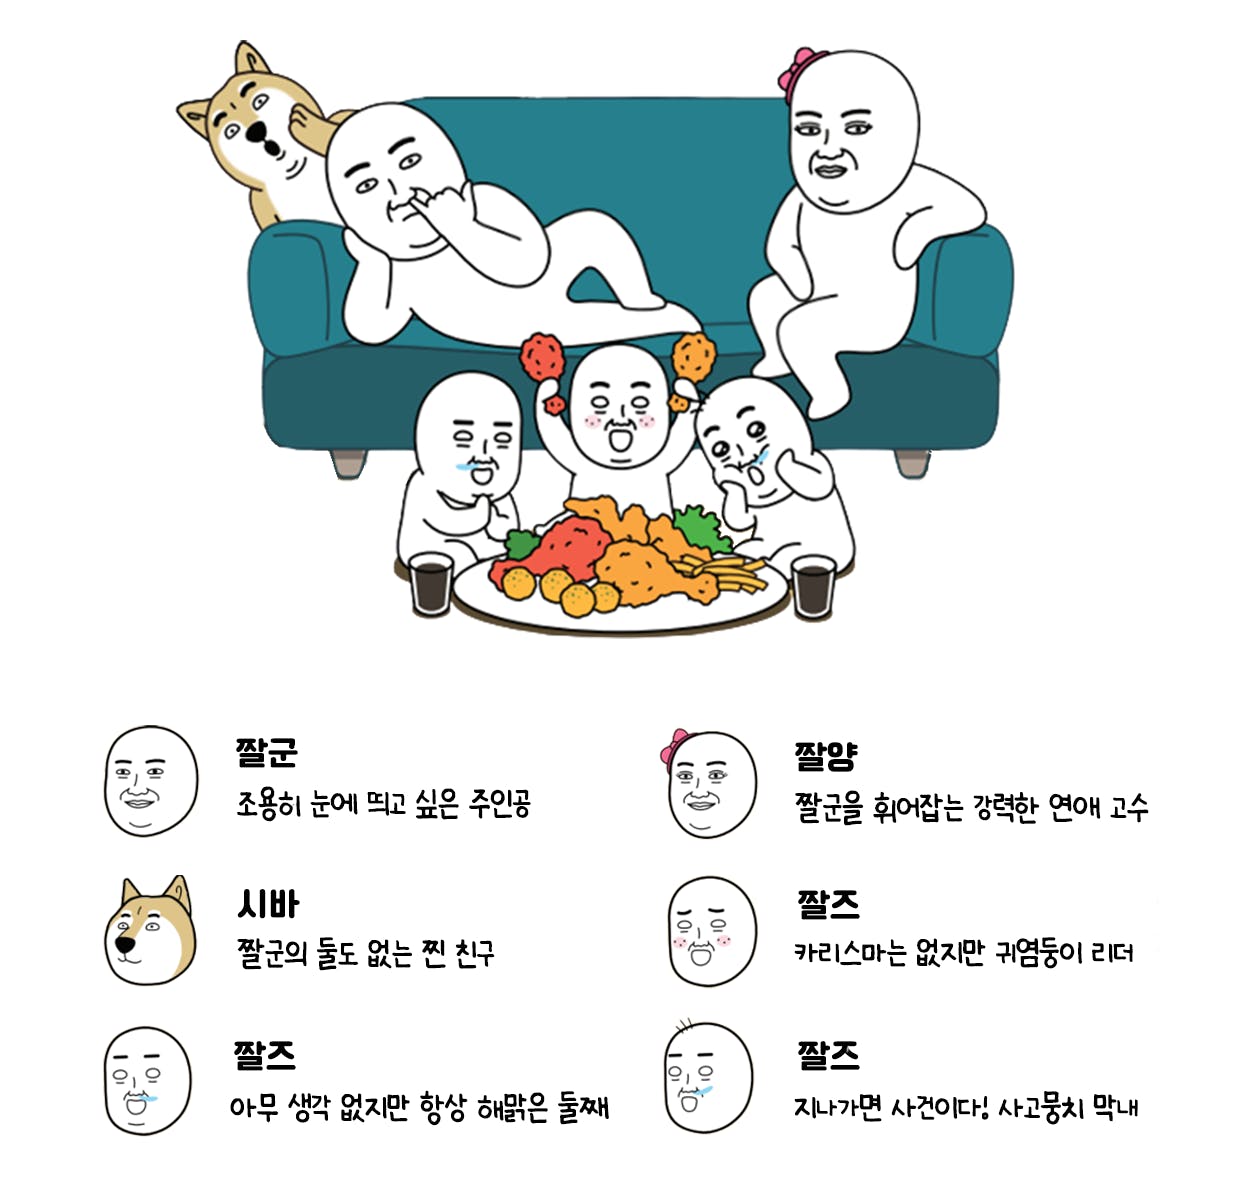 짤군
조용히 눈에 띄고 싶은 주인공
짤양
짤군을 휘어잡는 강력한 연애 고수
시바
짤군의 둘도 없는 찐 친구
짤즈
카리스마는 없지만 귀염둥이 리더
짤즈
아무 생각 없지만 항상 해맑은 둘째
짤즈
지나가면 사건이다! 사고뭉치 막내